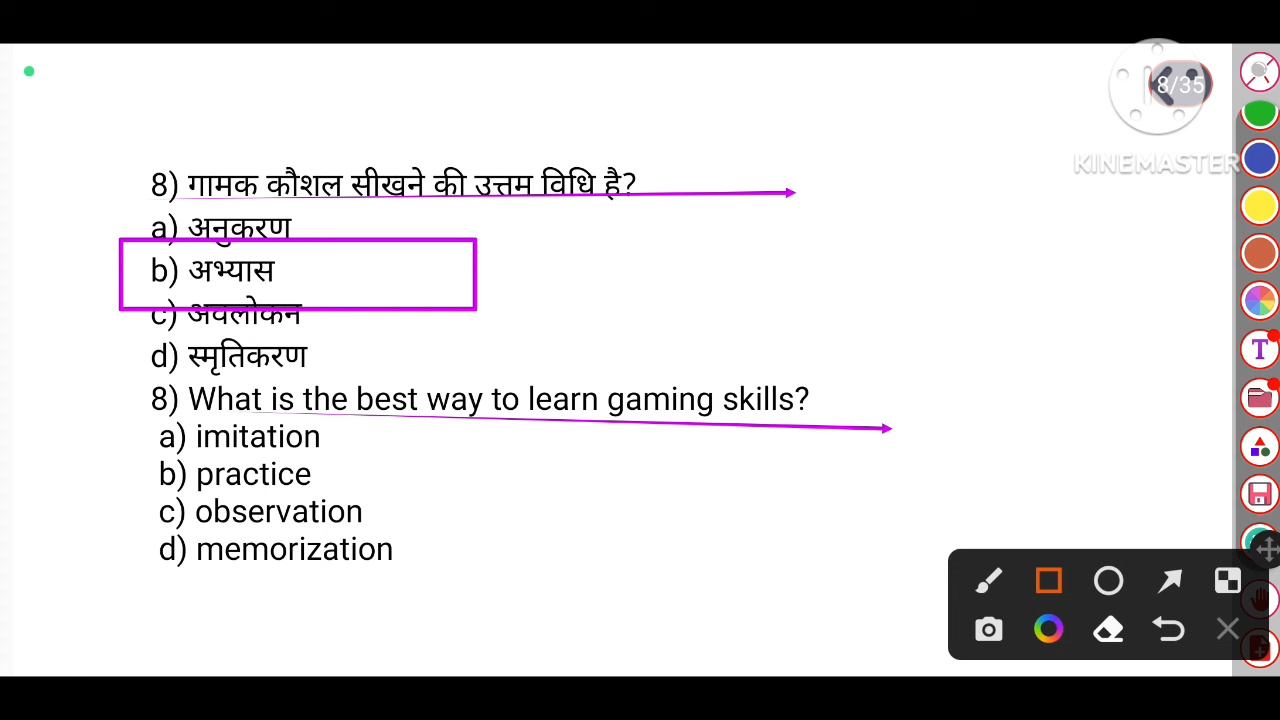 8/35
KINEMASTER
8) गामक कौशल सीखने की उत्तम विधि है?
a) अनुकरण
b) अभ्यास
c) अवलोकन
d) स्मृतिकरण
8) What is the best way to learn gaming skills?
a) imitation
b) practice
c) observation
d) memorization
T